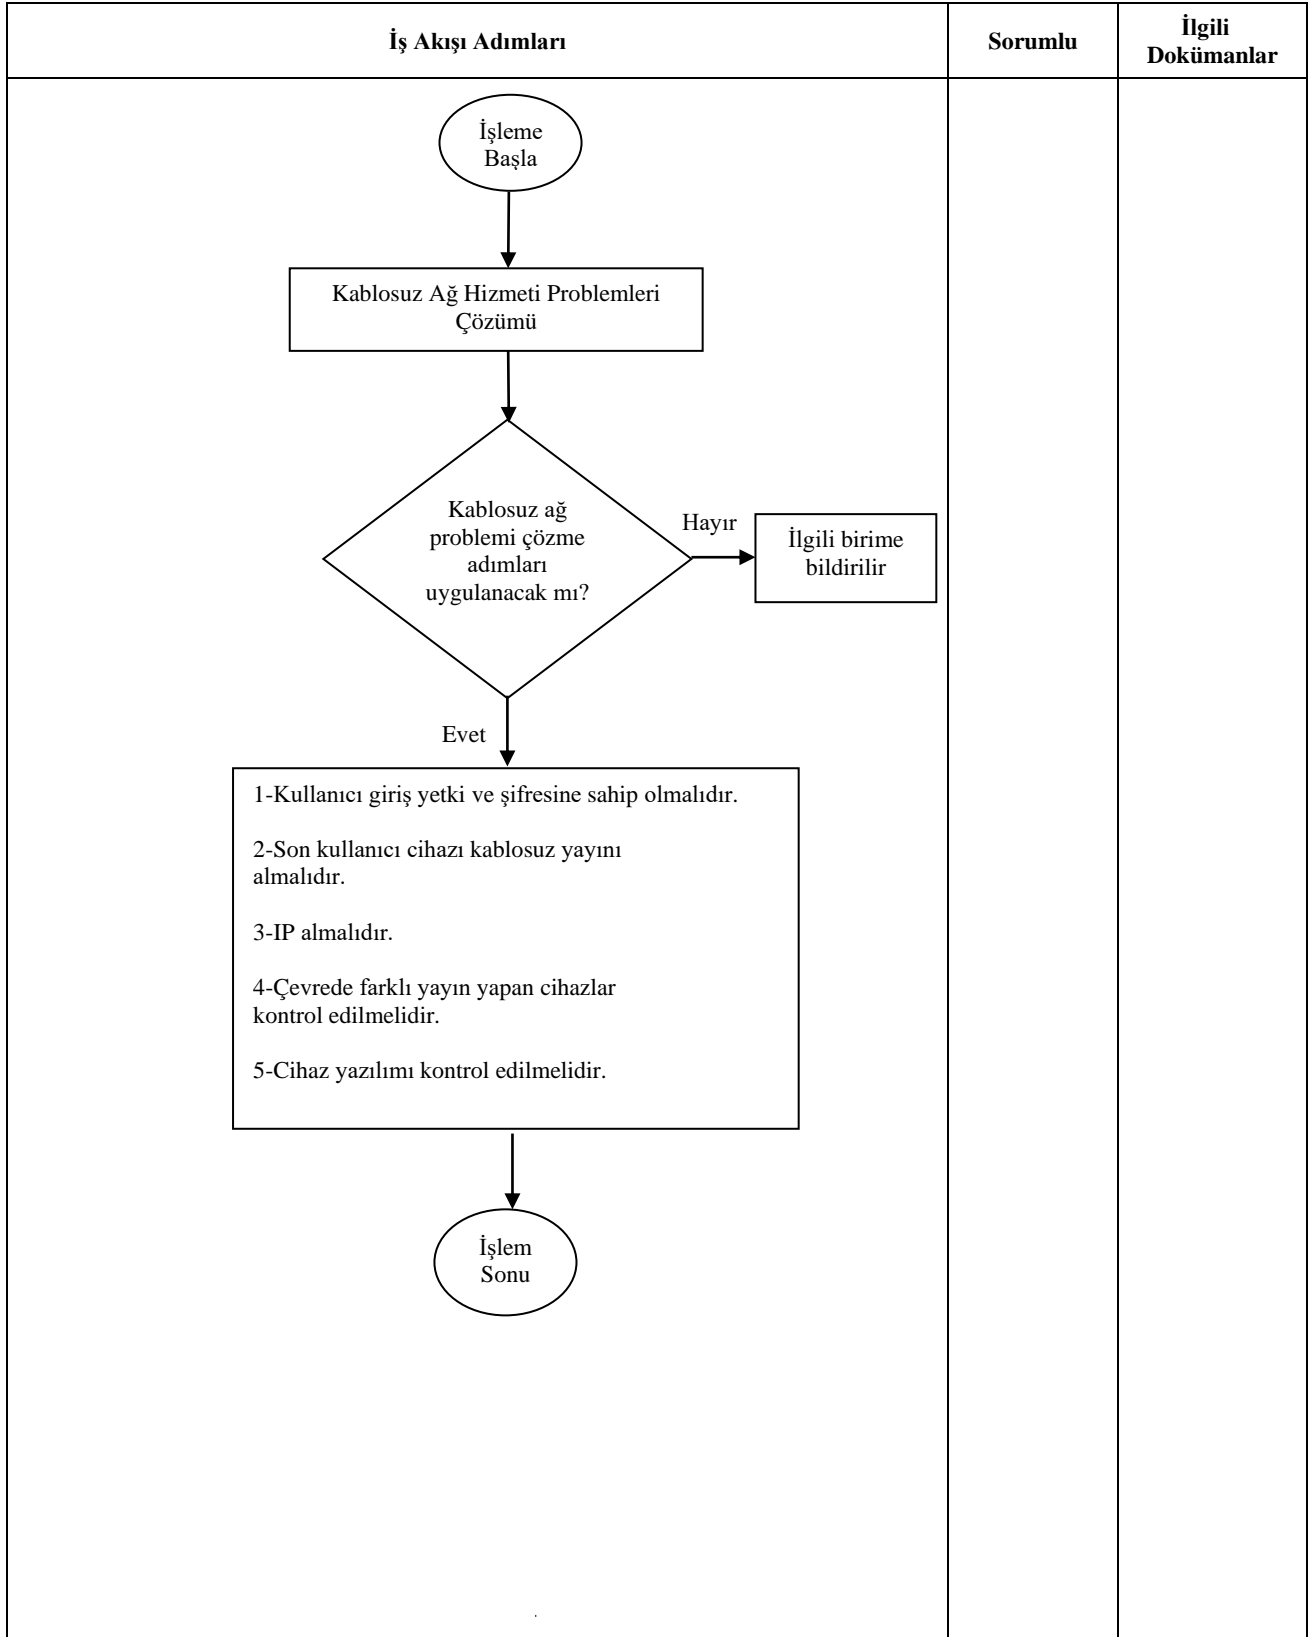 İş Akışı Adımları
Sorumlu
İlgili
Dokümanlar
İşleme
Başla
Kablosuz Ağ Hizmeti Problemleri
Çözümü
Kablosuz ağ
problemi çözme
adımları
uygulanacak mı?
Hayır
İlgili birime
bildirilir
Evet
1-Kullanıcı giriş yetki ve şifresine sahip olmalıdır.
2-Son kullanıcı cihazı kablosuz yayını
almalıdır.
3-IP almalıdır.
4-Çevrede farklı yayın yapan cihazlar
kontrol edilmelidir.
5-Cihaz yazılımı kontrol edilmelidir.
İşlem
Sonu